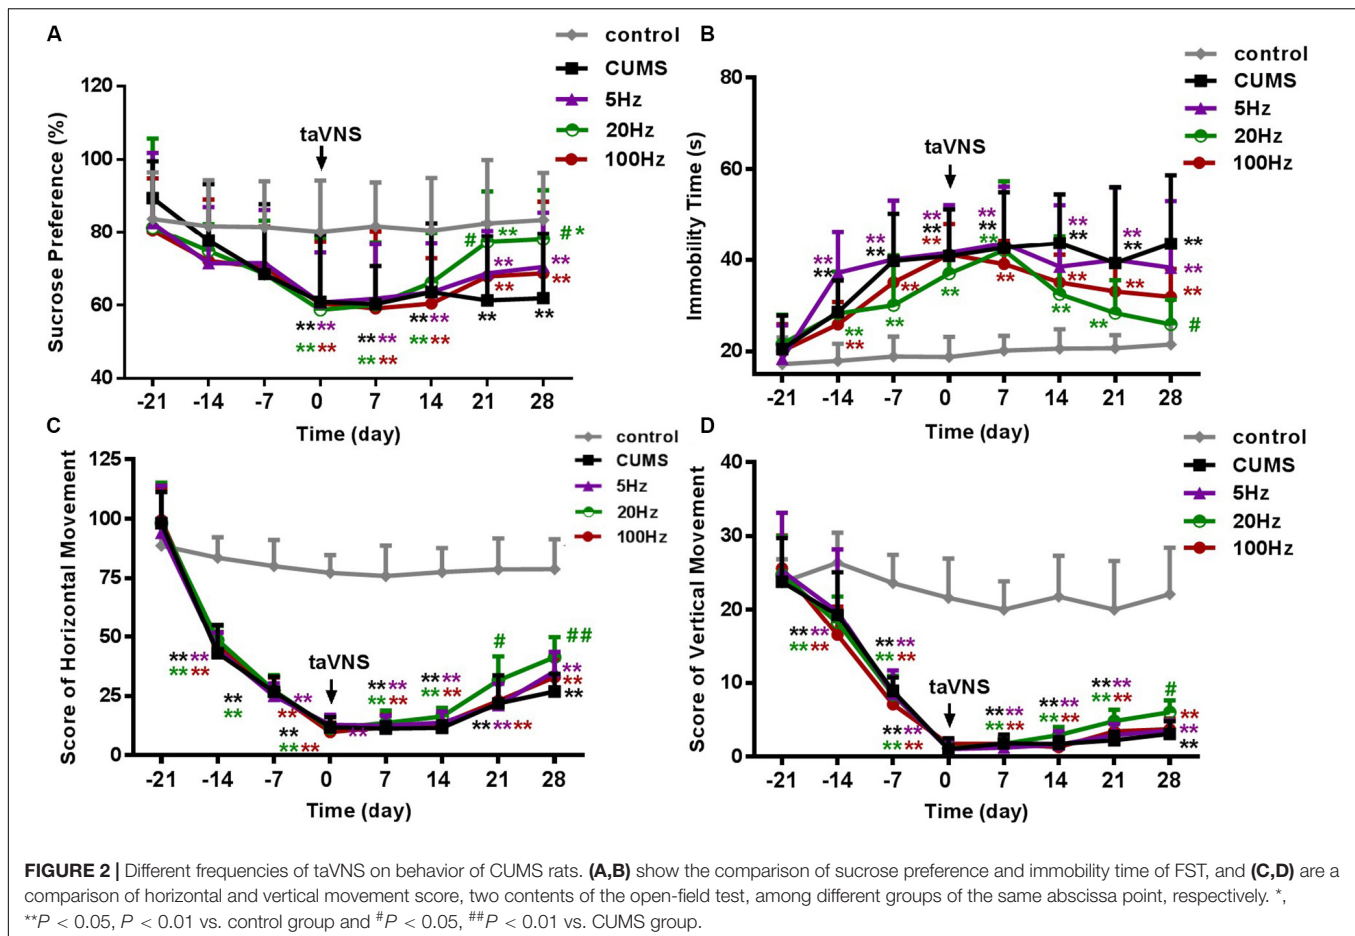 A
control
CUMS
5Hz
20Hz
100Hz
Sucrose Preference (%)
120
100
80
60
40
taVNS
# ** # *
** **
** **
** ** ** ** ** ** ** **
** ** ** ** ** **
-21 -14 -7 0 7 14 21 28
Time (day)
B
control
CUMS
5Hz
20Hz
100Hz
Immobility Time (s)
80
60
40
20
taVNS
** ** ** ** ** ** **
** ** ** ** ** **
** ** ** ** ** **
** ** ** ** ** #
**
-21 -14 -7 0 7 14 21 28
Time (day)
C
control
CUMS
5Hz
20Hz
100Hz
Score of Horizontal Movement
125
100
75
50
25
0
taVNS
# ##
** ** ** ** ** ** **
** ** ** ** ** ** **
** ** ** ** ** ** **
** ** ** **
** **
-21 -14 -7 0 7 14 21 28
Time (day)
D
control
CUMS
5Hz
20Hz
100Hz
Score of Vertical Movement
40
30
20
10
0
taVNS
** ** ** ** ** ** #
** ** ** ** ** ** **
** ** ** ** ** ** **
** ** ** ** ** ** **
-21 -14 -7 0 7 14 21 28
Time (day)
FIGURE 2 | Different frequencies of taVNS on behavior of CUMS rats. (A,B) show the comparison of sucrose preference and immobility time of FST, and (C,D) are a
comparison of horizontal and vertical movement score, two contents of the open-field test, among different groups of the same abscissa point, respectively. *,
**P < 0.05, P < 0.01 vs. control group and #P < 0.05, ##P < 0.01 vs. CUMS group.